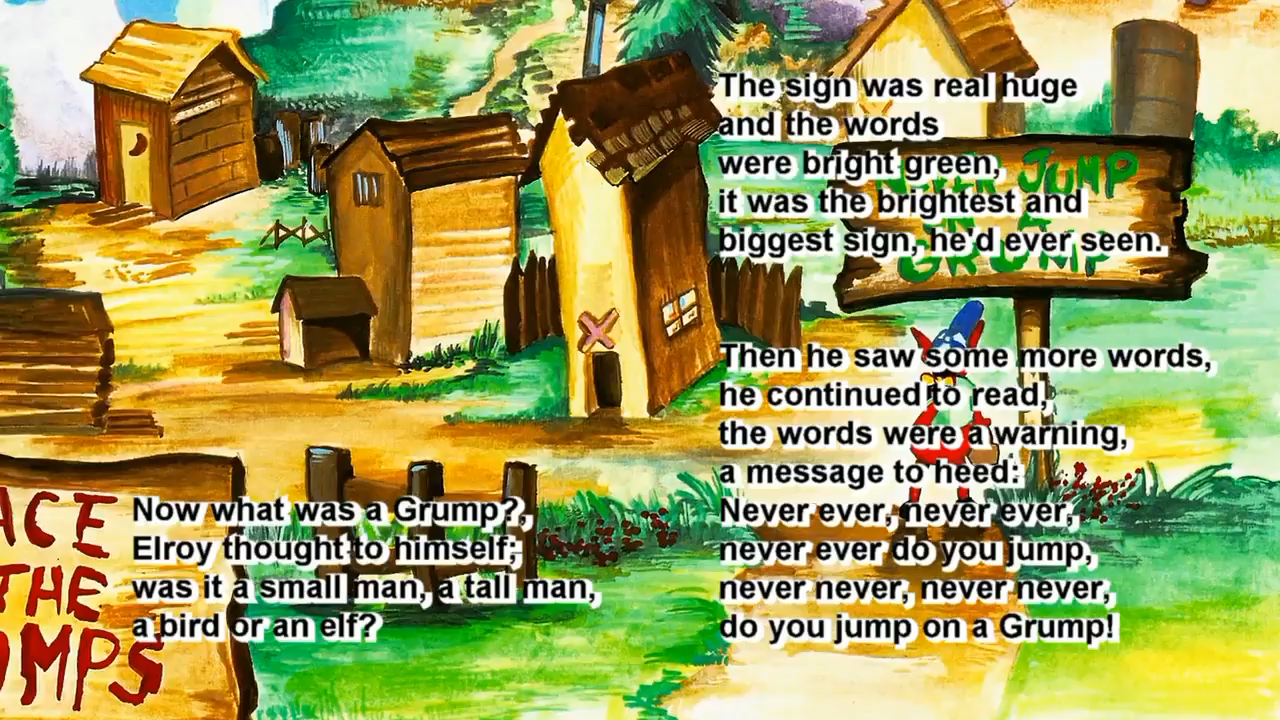 The sign was real huge
and the words
were bright green,
it was the brightest and
biggest sign, he'd ever seen.
Then he saw some more words,
he continued to read,
the words were a warning,
a message to heed:
Never ever, never ever,
never ever do you jump,
never never, never never,
do you jump on a Grump!
JUMP
GRUMP
Now what was a Grump?,
Elroy thought to himself;
was it a small man, a tall man,
a bird or an elf?
ACE
THE
UMPS